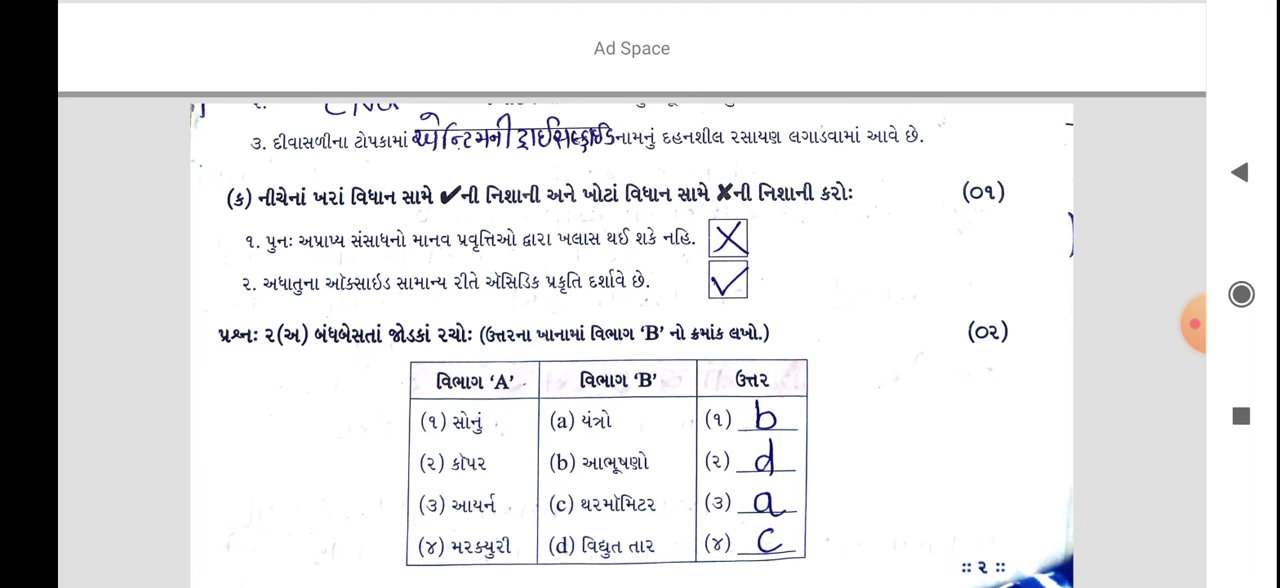 Ad Space
૨. CNG
૩. દીવાસળીના ટોપકામાં એન્ટિમની ટ્રાઈસલ્ફાઈડ નામનું દહનશીલ રસાયણ લગાડવામાં આવે છે.
(ક) નીચેનાં ખરાં વિધાન સામે ✔ની નિશાની અને ખોટાં વિધાન સામે ✘ની નિશાની કરોઃ (૦૧)
૧. પુનઃ અપ્રાપ્ય સંસાધનો માનવ પ્રવૃત્તિઓ દ્વારા ખલાસ થઈ શકે નહિ. X
૨. અધાતુના ઑક્સાઇડ સામાન્ય રીતે ઍસિડિક પ્રકૃતિ દર્શાવે છે. ✓
પ્રશ્નઃ ૨(અ) બંધબેસતાં જોડકાં રચોઃ (ઉત્તરના ખાનામાં વિભાગ ‘B’ નો ક્રમાંક લખો.) (૦૨)
વિભાગ ‘A’ વિભાગ ‘B’ ઉત્તર
(૧) સોનું (a) યંત્રો (૧) b
(૨) કૉપર (b) આભૂષણો (૨) d
(૩) આયર્ન (c) થરમૉમિટર (૩) a
(૪) મરક્યુરી (d) વિદ્યુત તાર (૪) c
:: ૨ ::